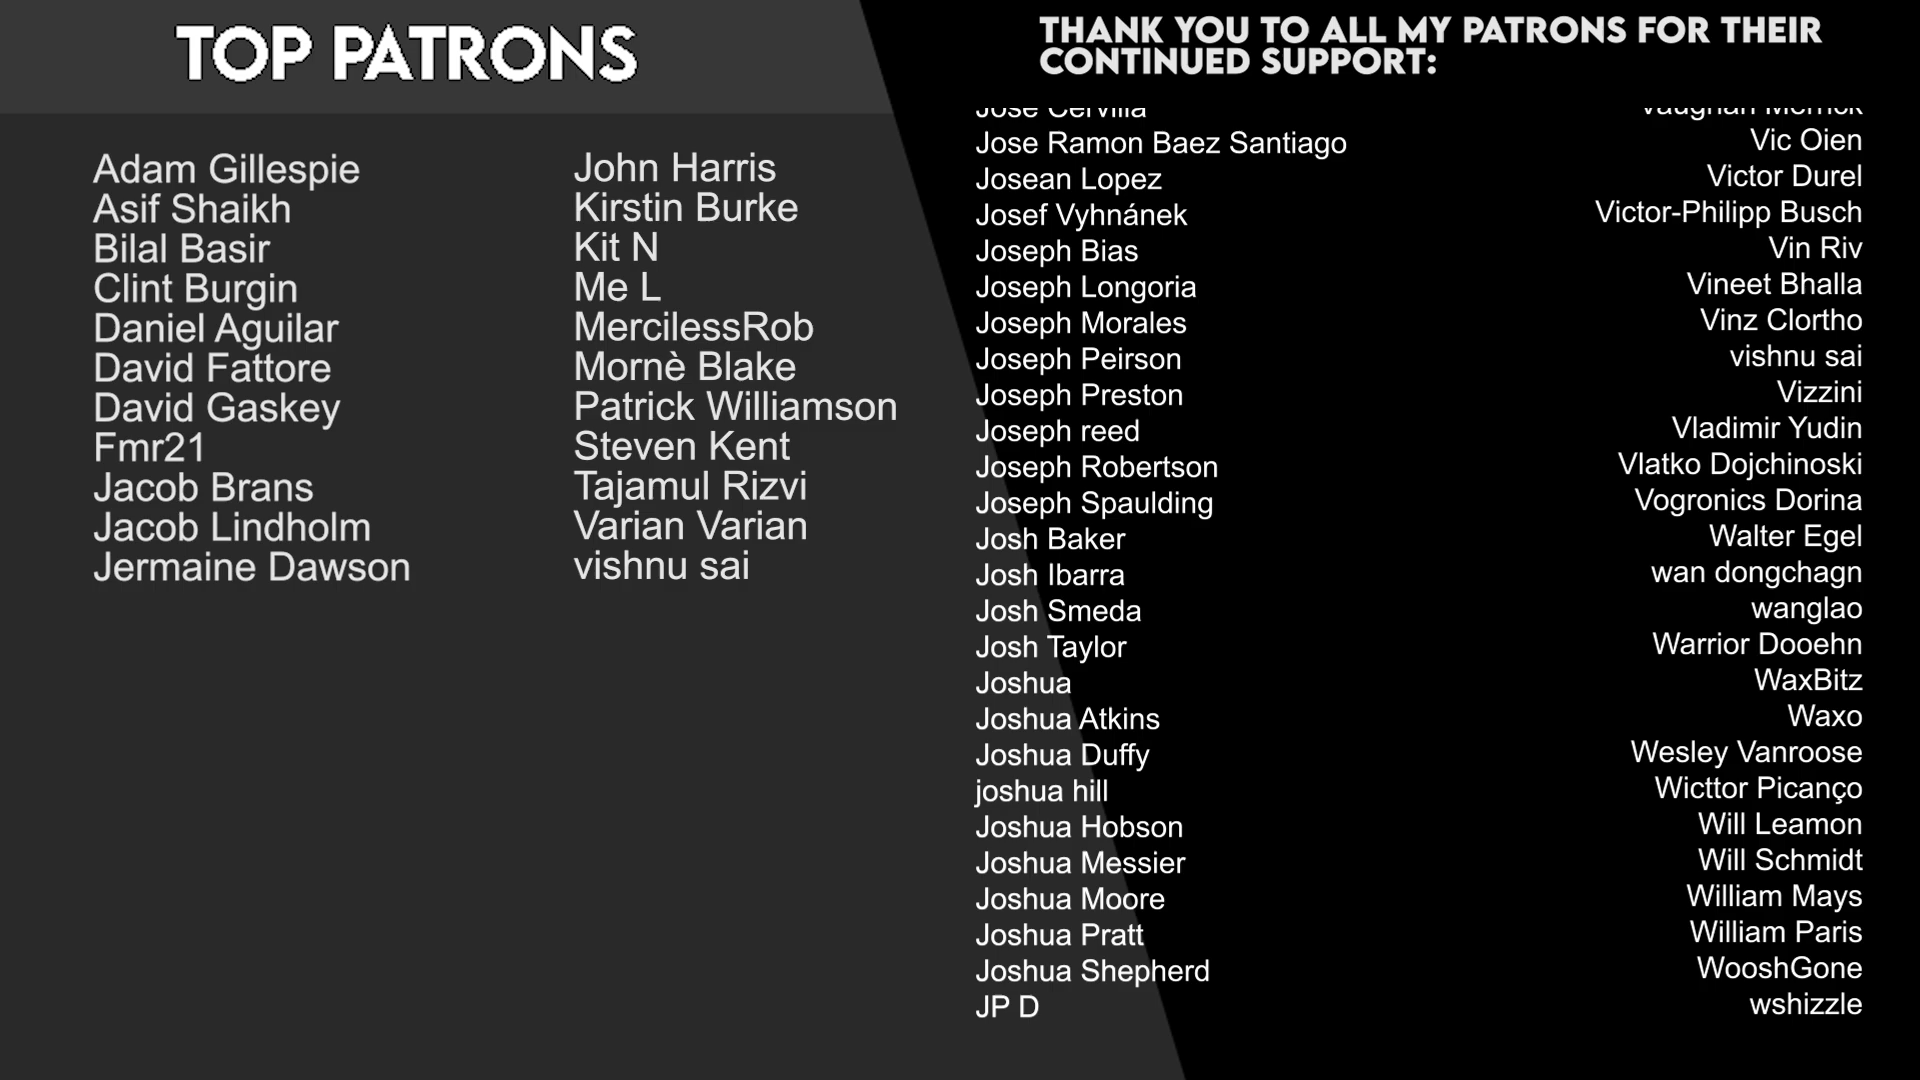 TOP PATRONS
Adam Gillespie
Asif Shaikh
Bilal Basir
Clint Burgin
Daniel Aguilar
David Fattore
David Gaskey
Fmr21
Jacob Brans
Jacob Lindholm
Jermaine Dawson
John Harris
Kirstin Burke
Kit N
Me L
MercilessRob
Mornè Blake
Patrick Williamson
Steven Kent
Tajamul Rizvi
Varian Varian
vishnu sai
THANK YOU TO ALL MY PATRONS FOR THEIR
CONTINUED SUPPORT:
Jose Cervilla
Jose Ramon Baez Santiago
Josean Lopez
Josef Vyhnánek
Joseph Bias
Joseph Longoria
Joseph Morales
Joseph Peirson
Joseph Preston
Joseph reed
Joseph Robertson
Joseph Spaulding
Josh Baker
Josh Ibarra
Josh Smeda
Josh Taylor
Joshua
Joshua Atkins
Joshua Duffy
joshua hill
Joshua Hobson
Joshua Messier
Joshua Moore
Joshua Pratt
Joshua Shepherd
JP D
Vaughan Merrick
Vic Oien
Victor Durel
Victor-Philipp Busch
Vin Riv
Vineet Bhalla
Vinz Clortho
vishnu sai
Vizzini
Vladimir Yudin
Vlatko Dojchinoski
Vogronics Dorina
Walter Egel
wan dongchagn
wanglao
Warrior Dooehn
WaxBitz
Waxo
Wesley Vanroose
Wicttor Picanço
Will Leamon
Will Schmidt
William Mays
William Paris
WooshGone
wshizzle